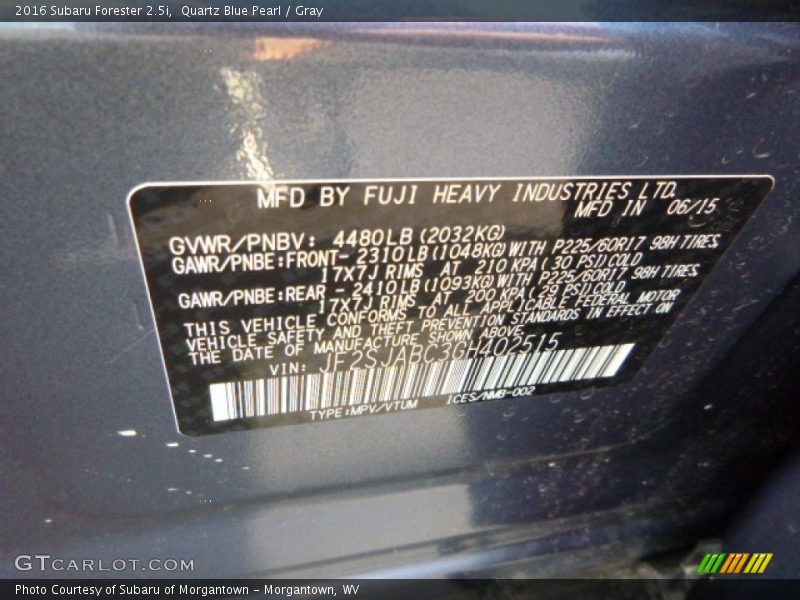 2016 Subaru Forester 2.5i,  Quartz Blue Pearl / Gray
MFD BY FUJI HEAVY INDUSTRIES LTD.
MFD IN 06/15
GVWR/PNBV: 4480LB (2032KG)
GAWR/PNBE:FRONT- 2310LB (1048KG) WITH P225/60R17 98H TIRES
17X7J RIMS AT 210 KPA ( 30 PSI) COLD
GAWR/PNBE:REAR - 2410LB (1093KG) WITH P225/60R17 98H TIRES
17X7J RIMS AT 200 KPA ( 29 PSI) COLD
THIS VEHICLE CONFORMS TO ALL APPLICABLE FEDERAL MOTOR
VEHICLE SAFETY AND THEFT PREVENTION STANDARDS IN EFFECT ON
THE DATE OF MANUFACTURE SHOWN ABOVE.
VIN: JF2SJABC3GH402515
TYPE:MPV/VTUM ICES/NMB-002
GTCARLOT.COM
Photo Courtesy of Subaru of Morgantown - Morgantown, WV